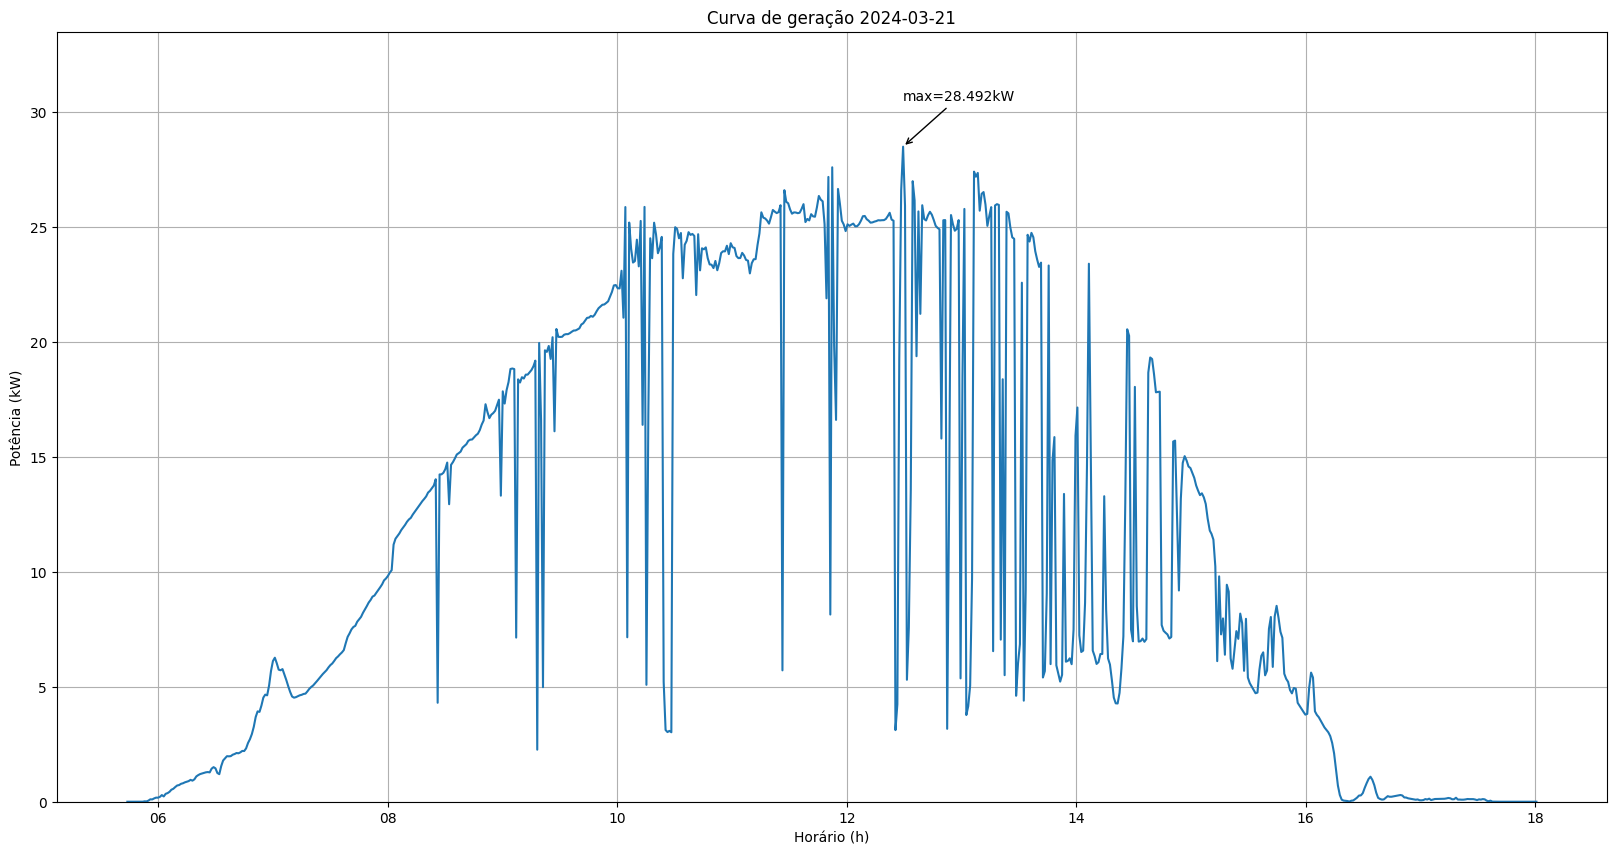 Curva de geração 2024-03-21
max=28.492kW
Potência (kW)
30
25
20
15
10
5
0
06 08 10 12 14 16 18
Horário (h)